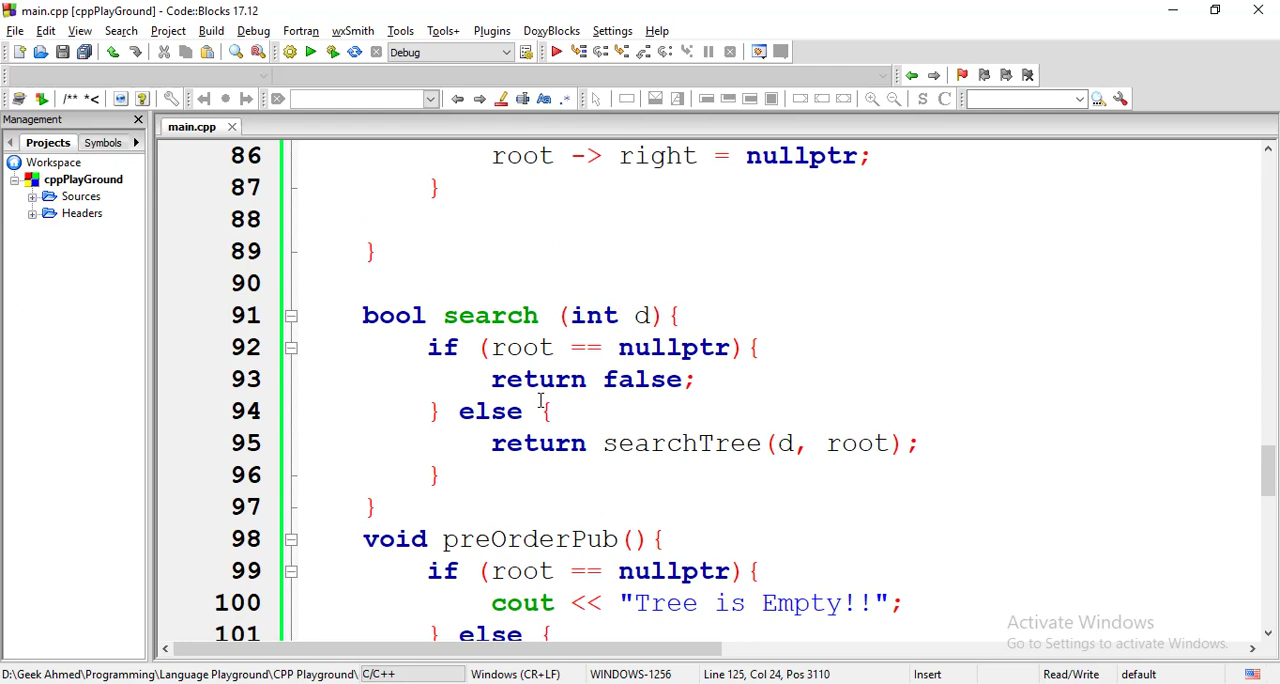 main.cpp [cppPlayGround] - Code::Blocks 17.12
File Edit View Search Project Build Debug Fortran wxSmith Tools Tools+ Plugins DoxyBlocks Settings Help
Debug
/** *<
S C
Management
main.cpp
Projects Symbols
Workspace
cppPlayGround
Sources
Headers
86 root -> right = nullptr;
87 }
88
89 }
90
91 bool search (int d){
92 if (root == nullptr){
93 return false;
94 } else {
95 return searchTree(d, root);
96 }
97 }
98 void preOrderPub(){
99 if (root == nullptr){
100 cout << "Tree is Empty!!";
101 } else {
Activate Windows
Go to Settings to activate Windows.
D:\Geek Ahmed\Programming\Language Playground\CPP Playground\ C/C++ Windows (CR+LF) WINDOWS-1256 Line 125, Col 24, Pos 3110 Insert Read/Write default